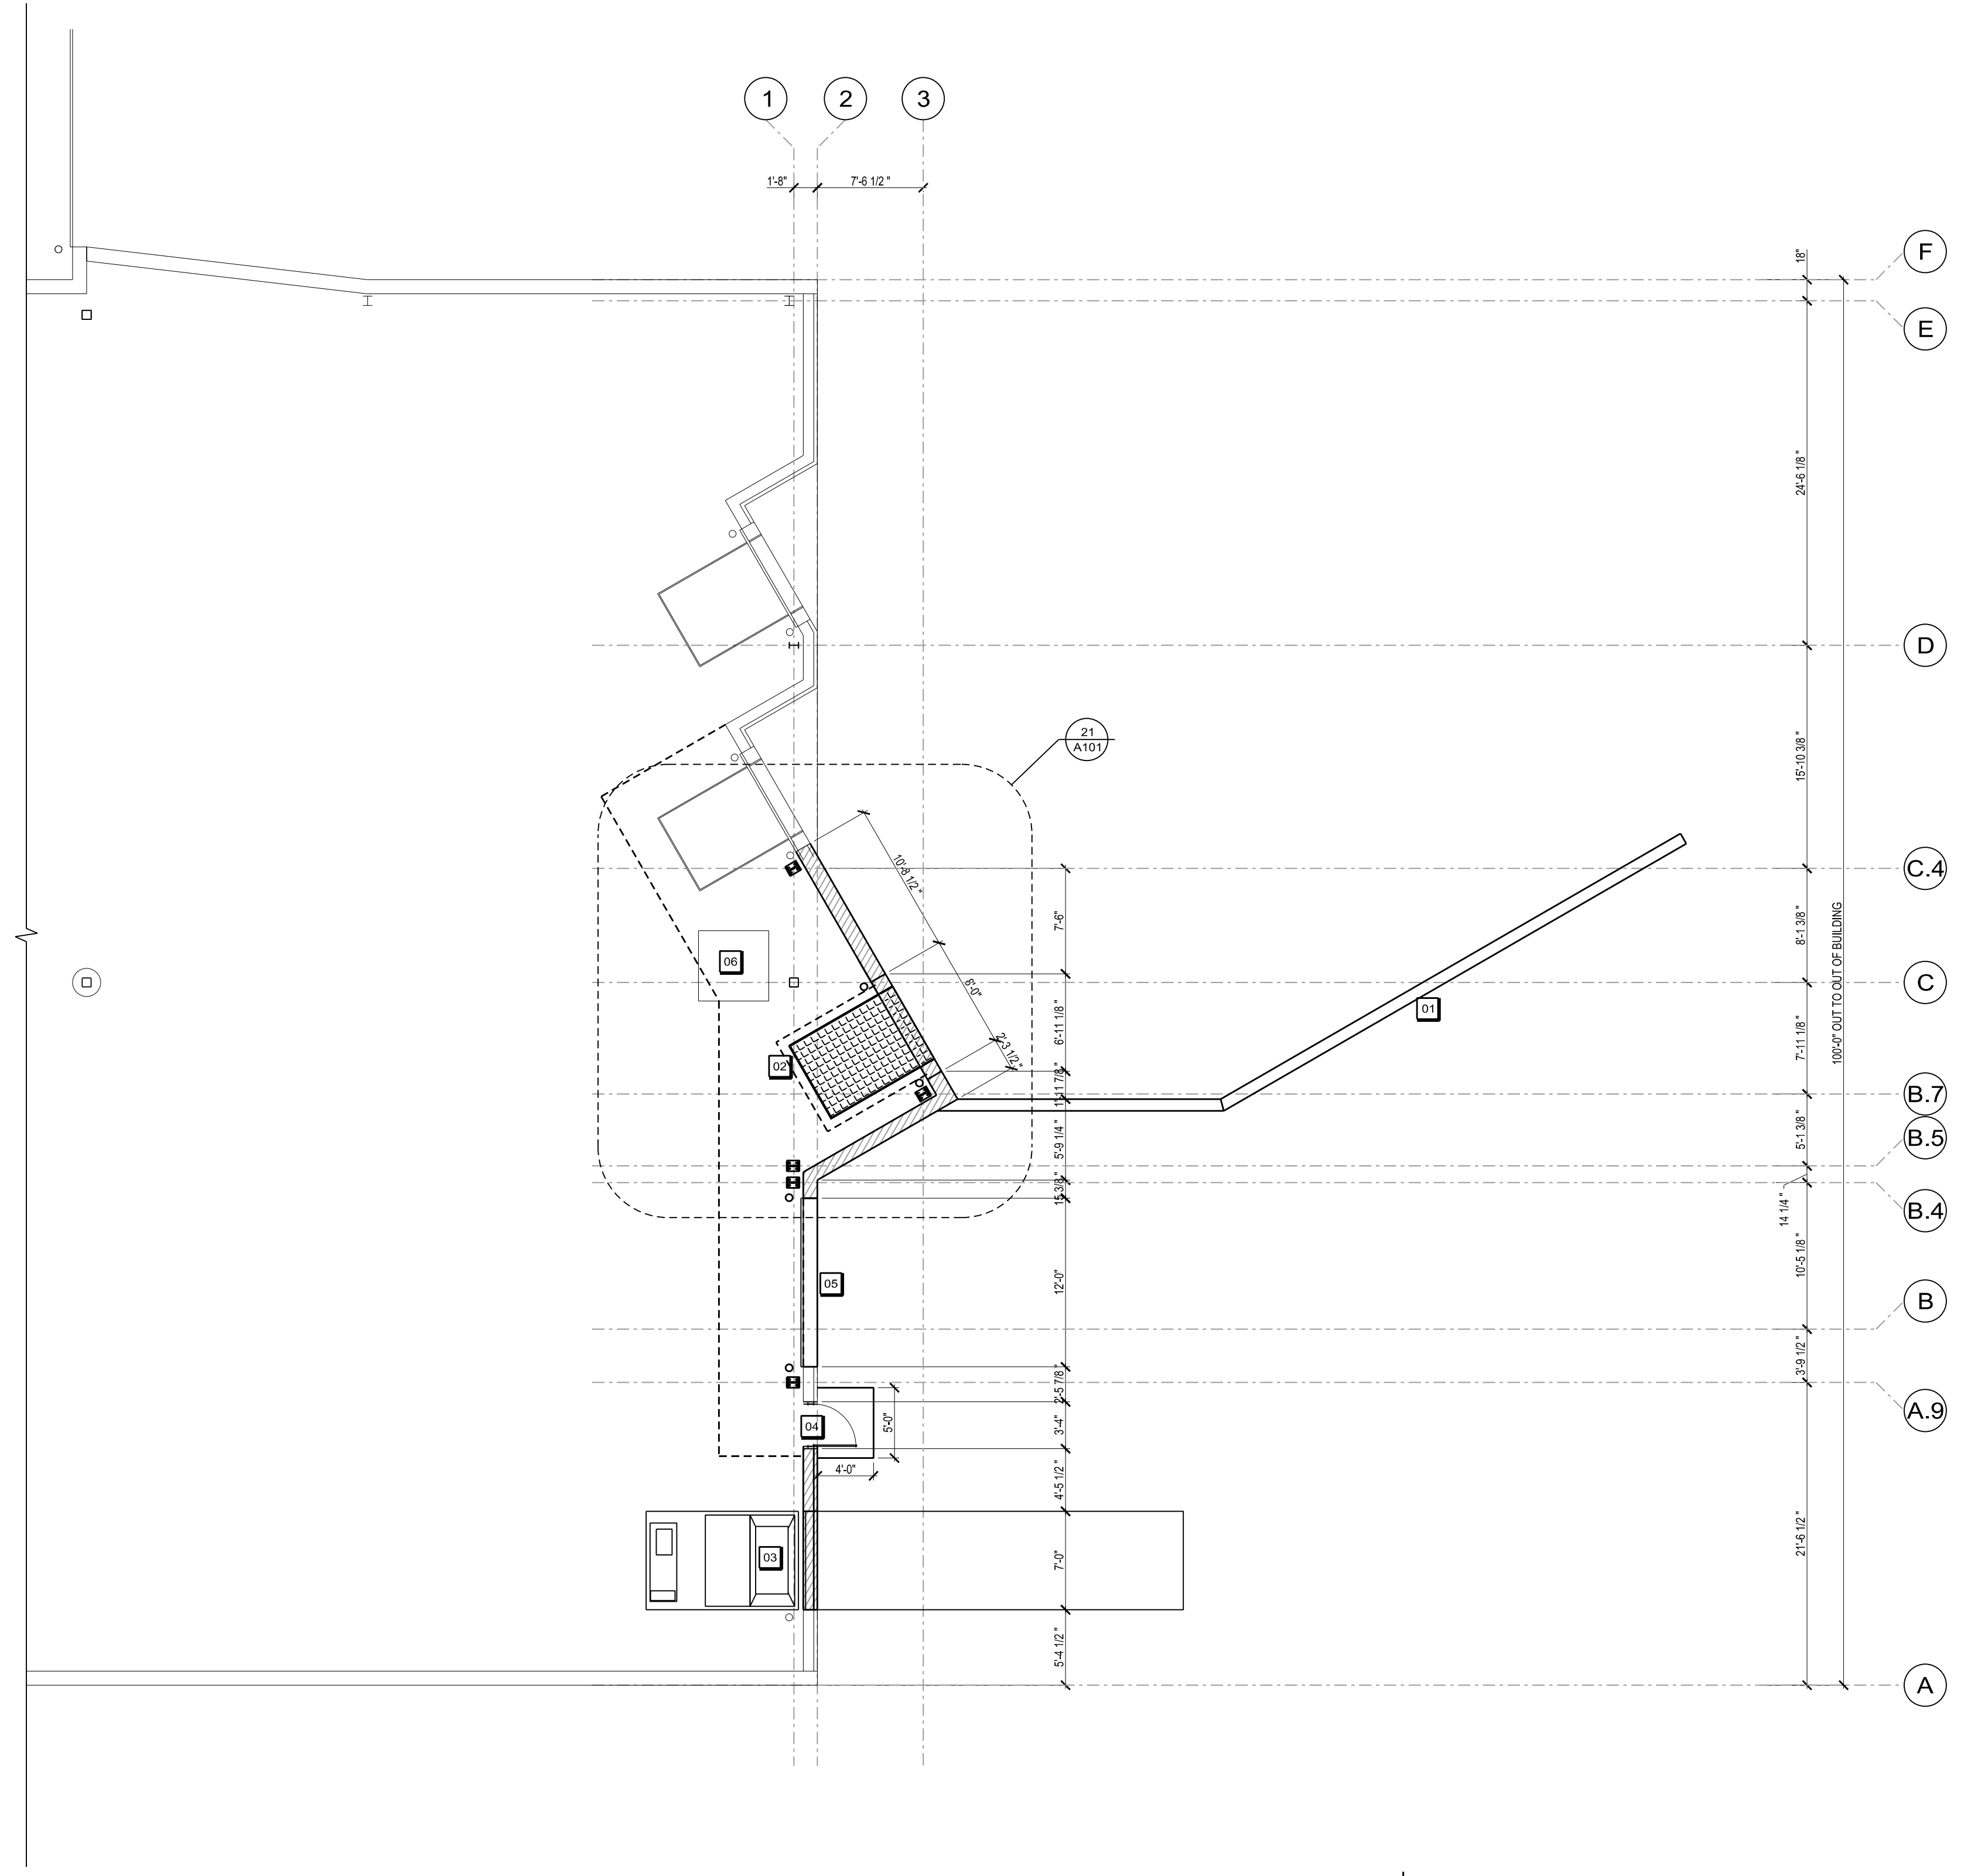 1
2
3
1'-8"
7'-6 1/2 "
F
18"
E
24'-6 1/8 "
D
21
A101
15'-10 3/8 "
10'-8 1/2 "
C.4
7'-6"
8'-1 3/8 "
100'-0" OUT TO OUT OF BUILDING
06
C
8'-0"
01
6'-11 1/8 "
7'-11 1/8 "
2'-3 1/2 "
02
1'-11 7/8 "
B.7
5'-9 1/4 "
5'-1 3/8 "
B.5
15 3/8 "
14 1/4 "
B.4
05
12'-0"
10'-5 1/8 "
B
3'-9 1/2 "
2'-5 7/8 "
A.9
04
5'-0"
3'-4"
4'-0"
4'-5 1/2 "
03
7'-0"
21'-6 1/2 "
5'-4 1/2 "
A